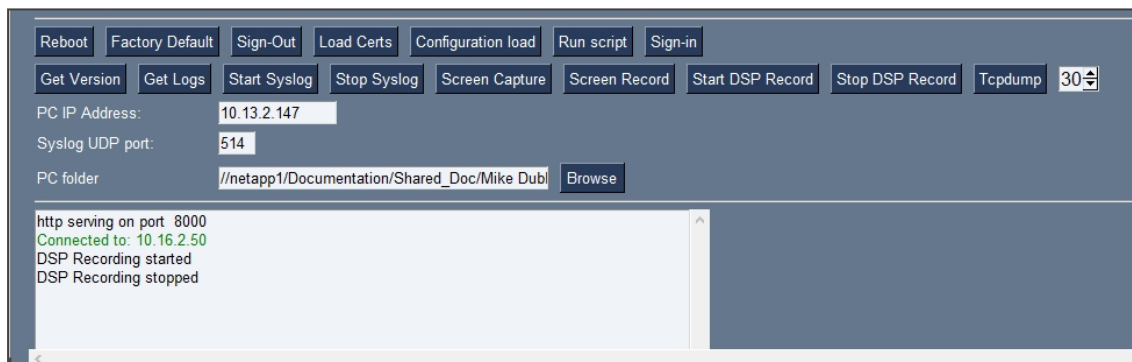 Reboot Factory Default Sign-Out Load Certs Configuration load Run script Sign-in
Get Version Get Logs Start Syslog Stop Syslog Screen Capture Screen Record Start DSP Record Stop DSP Record Tcpdump 30
PC IP Address: 10.13.2.147
Syslog UDP port: 514
PC folder //netapp1/Documentation/Shared_Doc/Mike Dubl Browse
http serving on port 8000
Connected to: 10.16.2.50
DSP Recording started
DSP Recording stopped